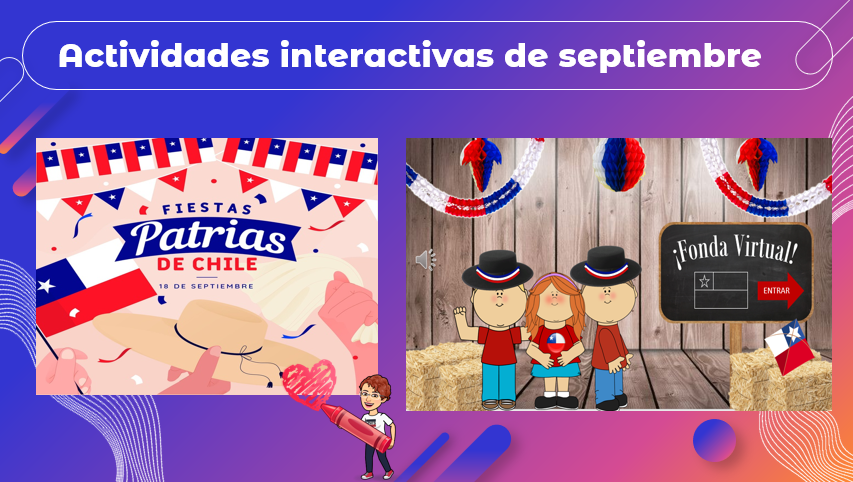 Actividades interactivas de septiembre
FIESTAS
Patrias
DE CHILE
18 DE SEPTIEMBRE
¡Fonda Virtual!
ENTRAR